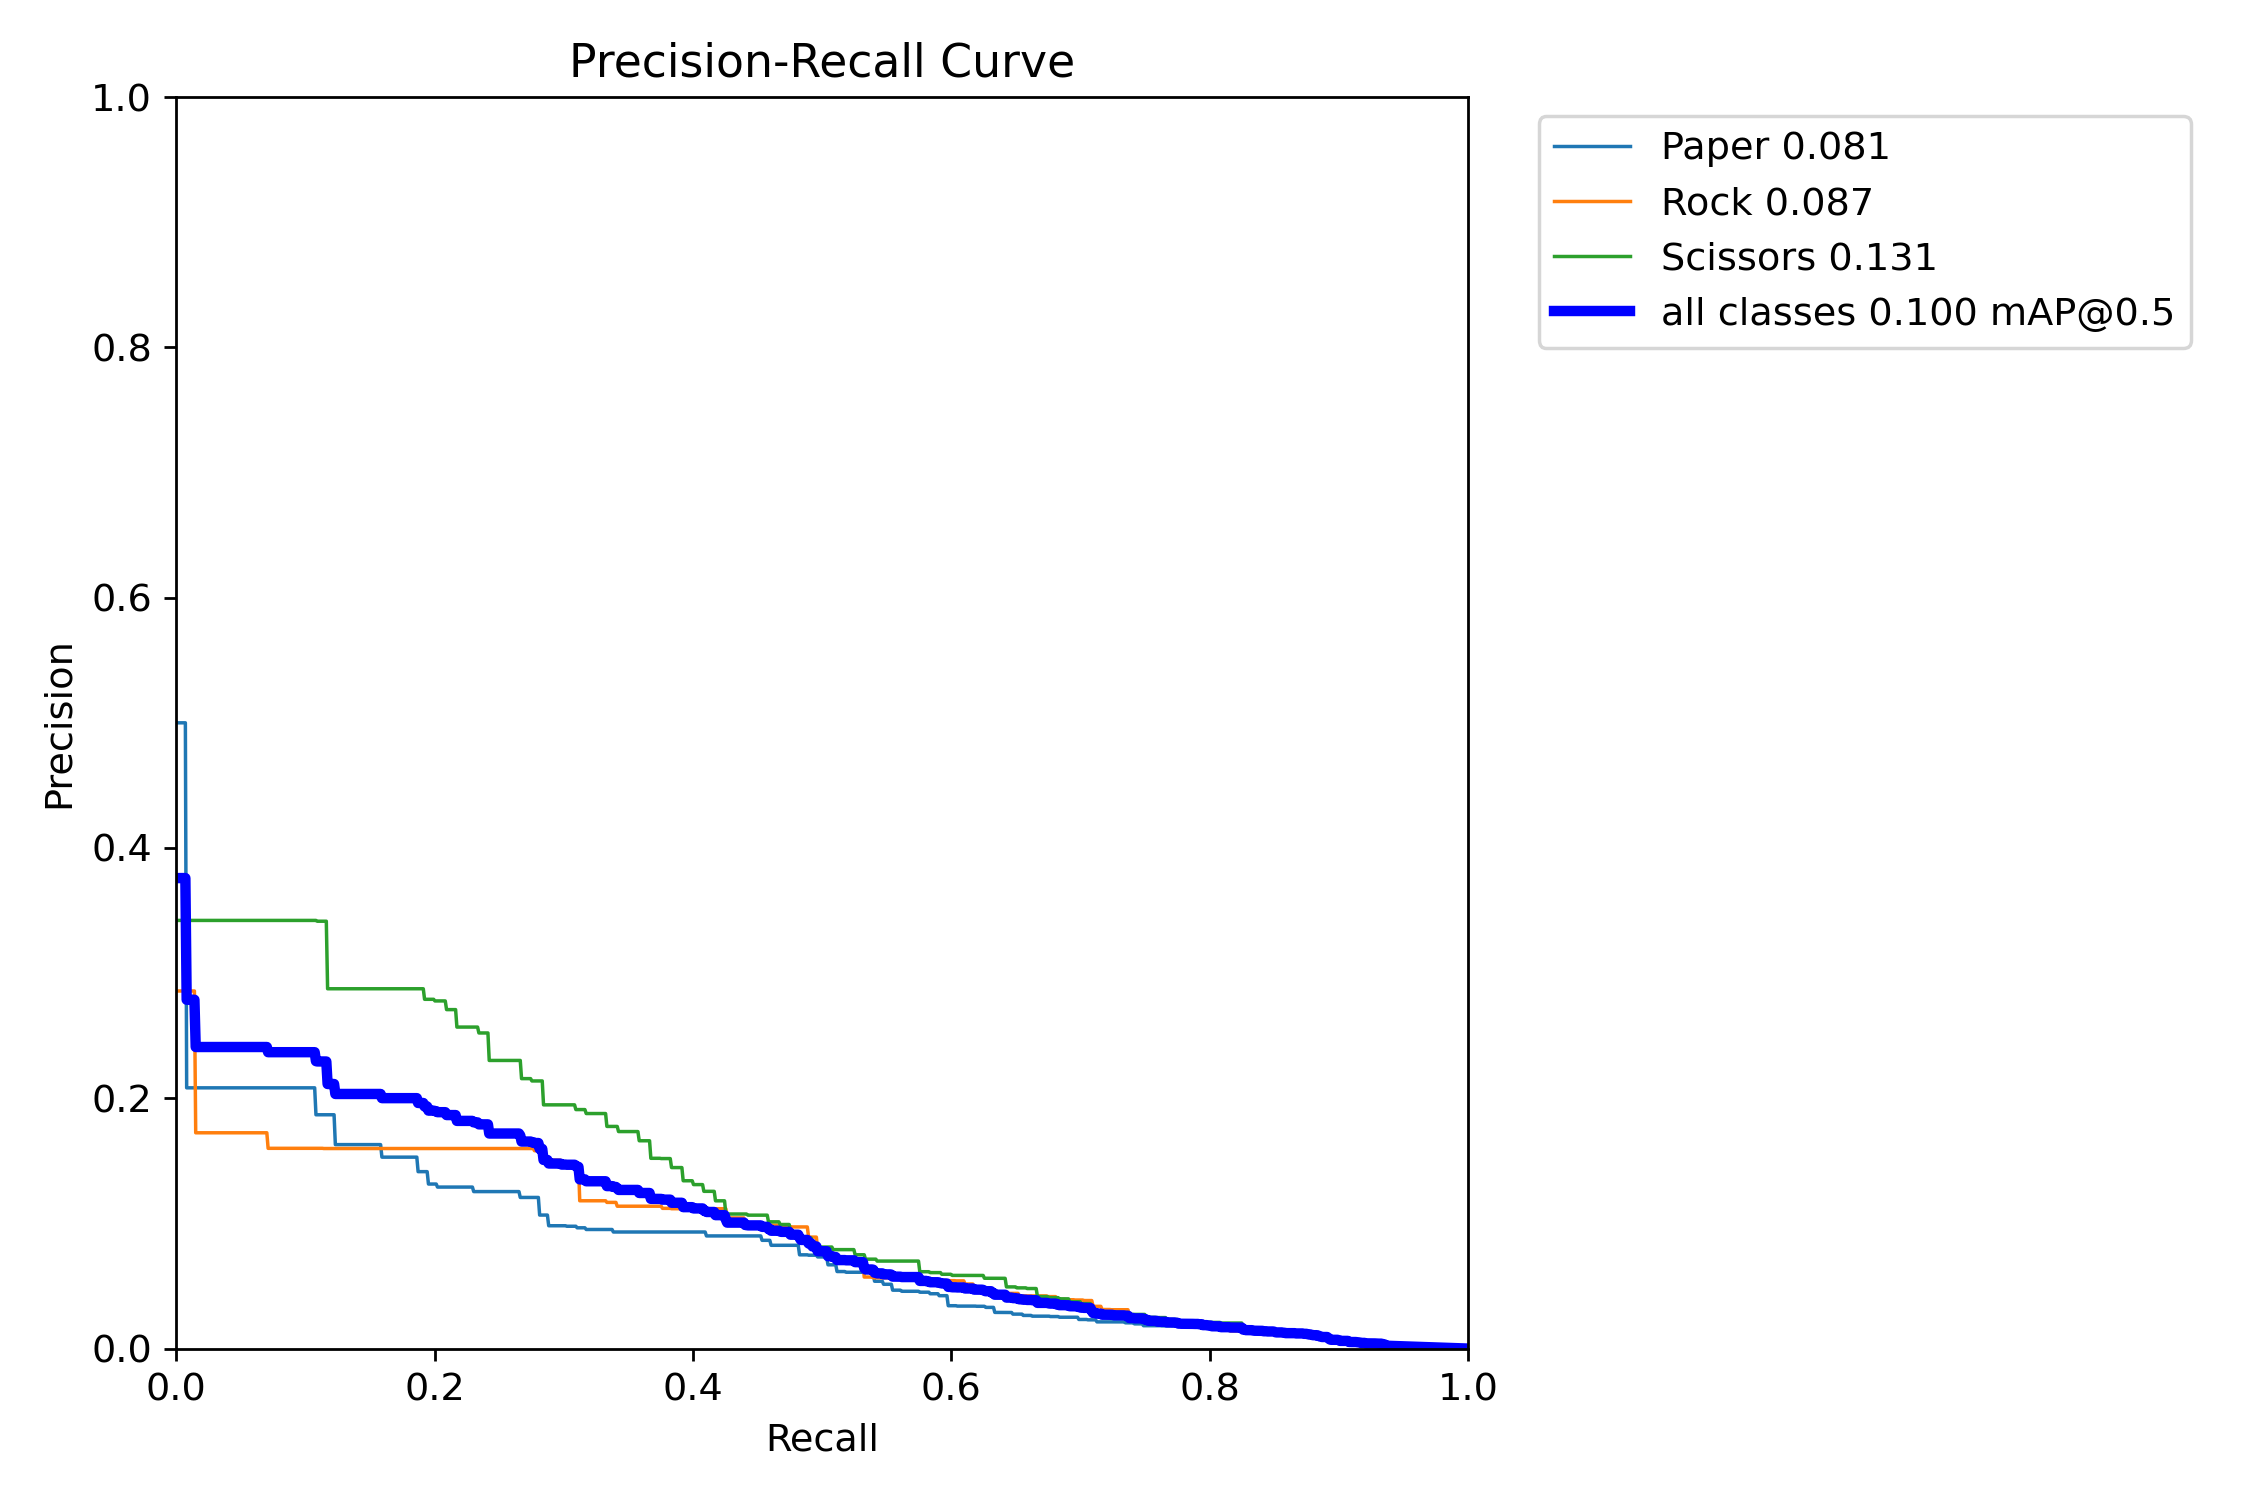 Precision-Recall Curve
1.0
0.8
0.6
0.4
0.2
0.0
Precision
0.0 0.2 0.4 0.6 0.8 1.0
Recall
Paper 0.081
Rock 0.087
Scissors 0.131
all classes 0.100 mAP@0.5